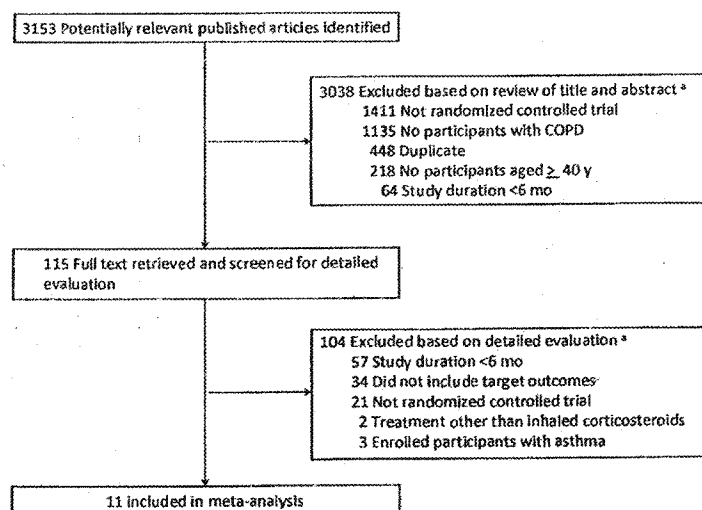 3153 Potentially relevant published articles identified
3038 Excluded based on review of title and abstract ª
1411 Not randomized controlled trial
1135 No participants with COPD
448 Duplicate
218 No participants aged ≥ 40 y
64 Study duration <6 mo
115 Full text retrieved and screened for detailed
evaluation
104 Excluded based on detailed evaluation ª
57 Study duration <6 mo
34 Did not include target outcomes
21 Not randomized controlled trial
2 Treatment other than inhaled corticosteroids
3 Enrolled participants with asthma
11 included in meta-analysis